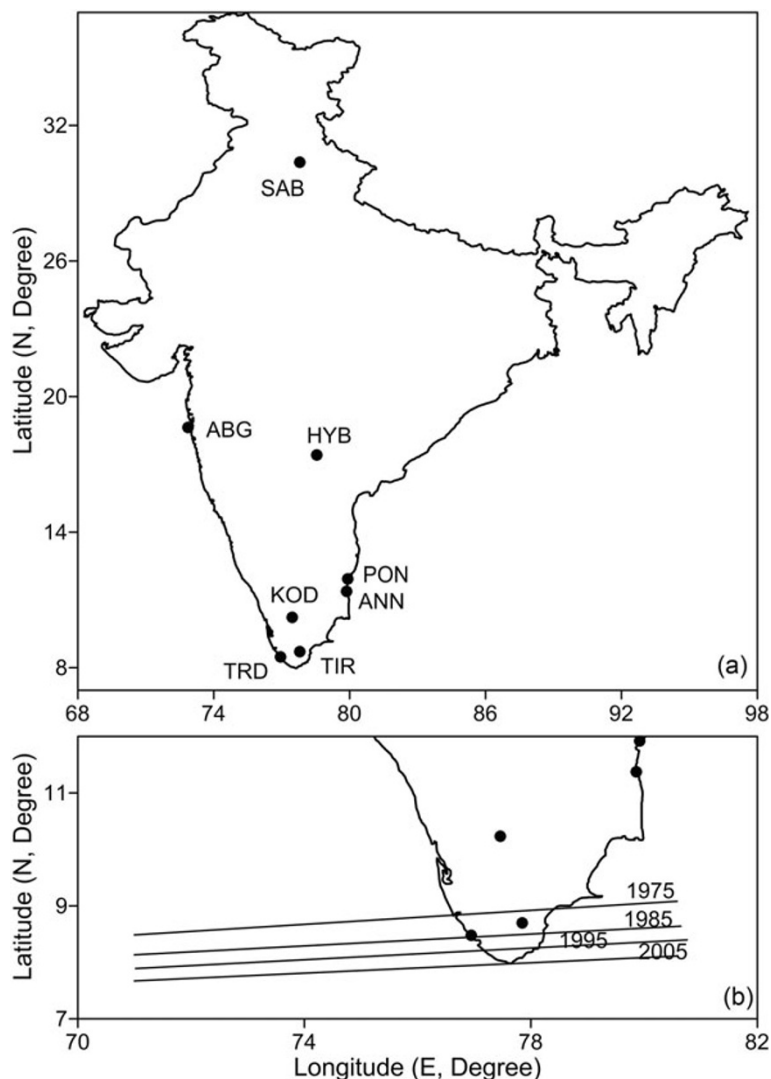 32
26
20
14
8
Latitude (N, Degree)
SAB
ABG
HYB
PON
ANN
KOD
TRD
TIR
(a)
68 74 80 86 92 98
11
9
7
Latitude (N, Degree)
1975
1985
1995
2005
(b)
70 74 78 82
Longitude (E, Degree)